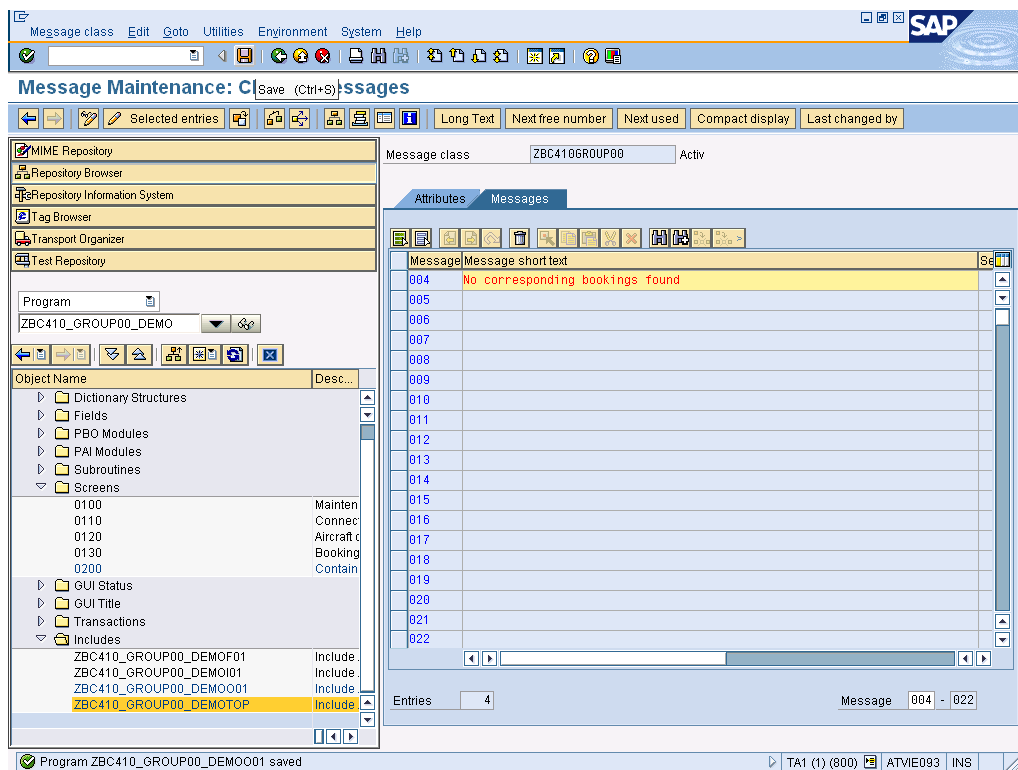 Message class Edit Goto Utilities Environment System Help
SAP
Message Maintenance: Cl
Save (Ctrl+S)
ssages
Selected entries
Long Text
Next free number
Next used
Compact display
Last changed by
MIME Repository
Repository Browser
Repository Information System
Tag Browser
Transport Organizer
Test Repository
Program
ZBC410_GROUP00_DEMO
Object Name Desc...
Dictionary Structures
Fields
PBO Modules
PAI Modules
Subroutines
Screens
0100 Mainten
0110 Connec
0120 Aircraft c
0130 Booking
0200 Contain
GUI Status
GUI Title
Transactions
Includes
ZBC410_GROUP00_DEMOF01 Include .
ZBC410_GROUP00_DEMOI01 Include .
ZBC410_GROUP00_DEMOO01 Include .
ZBC410_GROUP00_DEMOTOP Include .
Message class ZBC410GROUP00 Activ
Attributes Messages
Message Message short text Se
004 No corresponding bookings found
005
006
007
008
009
010
011
012
013
014
015
016
017
018
019
020
021
022
Entries 4
Message 004 - 022
Program ZBC410_GROUP00_DEMOO01 saved
TA1 (1) (800) ATVIE093 INS